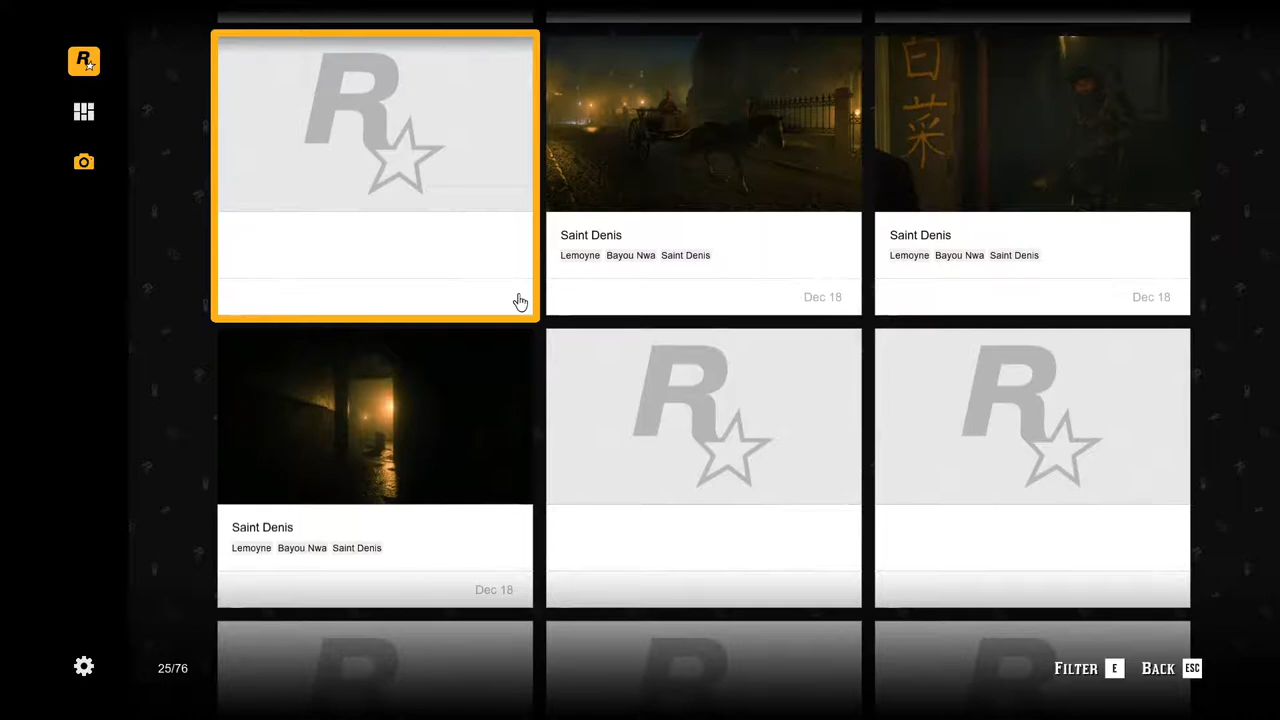 R
R
白菜
Saint Denis
Lemoyne Bayou Nwa Saint Denis
Dec 18
Saint Denis
Lemoyne Bayou Nwa Saint Denis
Dec 18
R
R
Saint Denis
Lemoyne Bayou Nwa Saint Denis
Dec 18
R
R
R
25/76
FILTER E BACK ESC